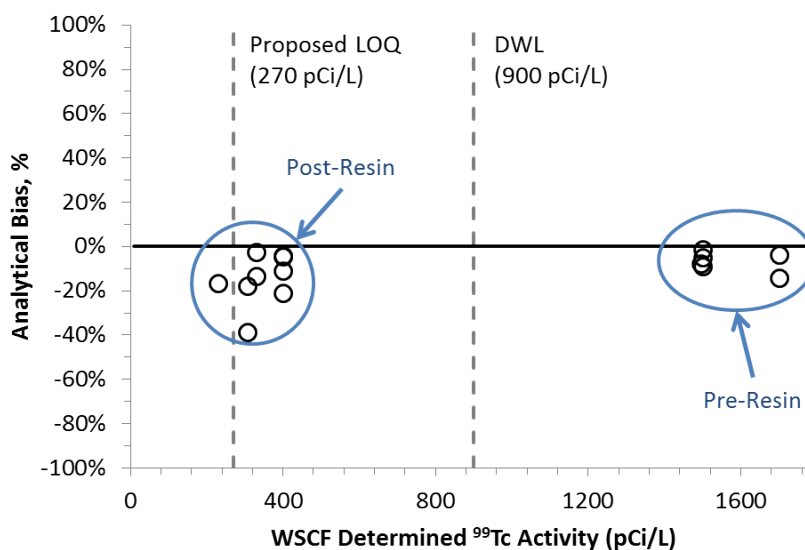 100%
80%
60%
40%
20%
0%
-20%
-40%
-60%
-80%
-100%
Analytical Bias, %
Proposed LOQ
(270 pCi/L)
DWL
(900 pCi/L)
Post-Resin
Pre-Resin
0
400
800
1200
1600
WSCF Determined ⁹⁹Tc Activity (pCi/L)